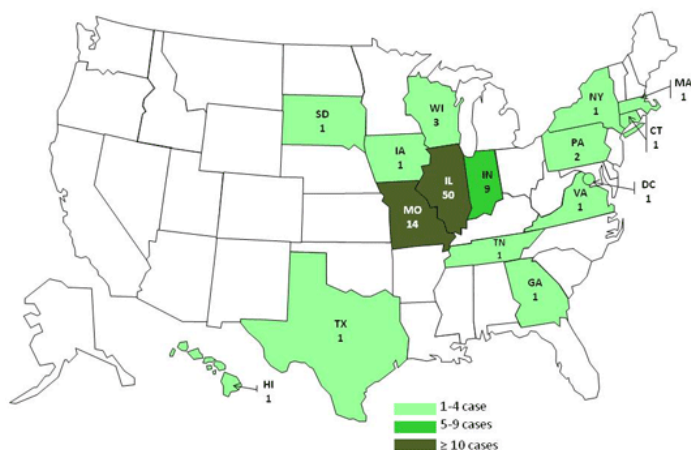 MA
1
NY
1
WI
3
SD
1
CT
1
PA
2
IA
1
IL
50
IN
9
DC
1
VA
1
MO
14
TN
1
GA
1
TX
1
HI
1
1-4 case
5-9 cases
≥ 10 cases